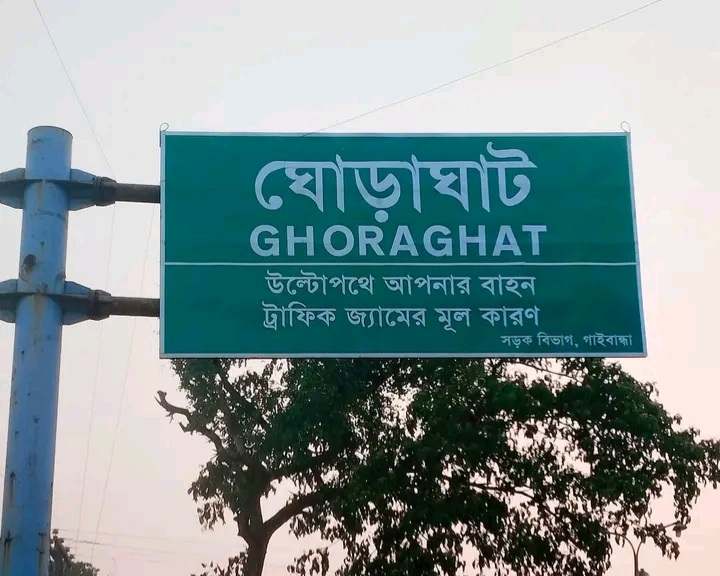 ঘোড়াঘাট
GHORAGHAT
উল্টোপথে আপনার বাহন
ট্রাফিক জ্যামের মূল কারণ
সড়ক বিভাগ, গাইবান্ধা